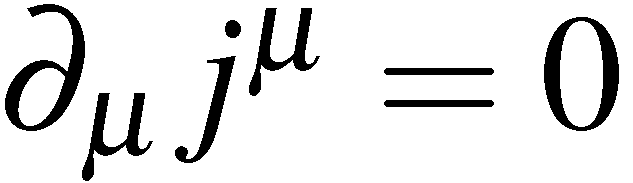 ∂_μ j^μ = 0